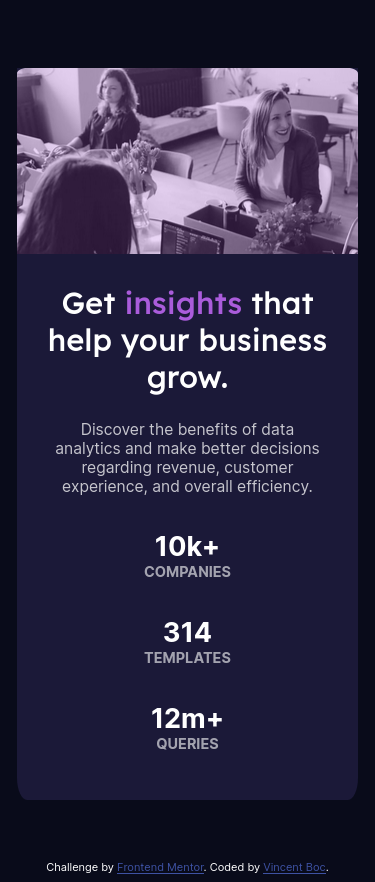 Get insights that
help your business
grow.
Discover the benefits of data
analytics and make better decisions
regarding revenue, customer
experience, and overall efficiency.
10k+
COMPANIES
314
TEMPLATES
12m+
QUERIES
Challenge by Frontend Mentor. Coded by Vincent Boc.